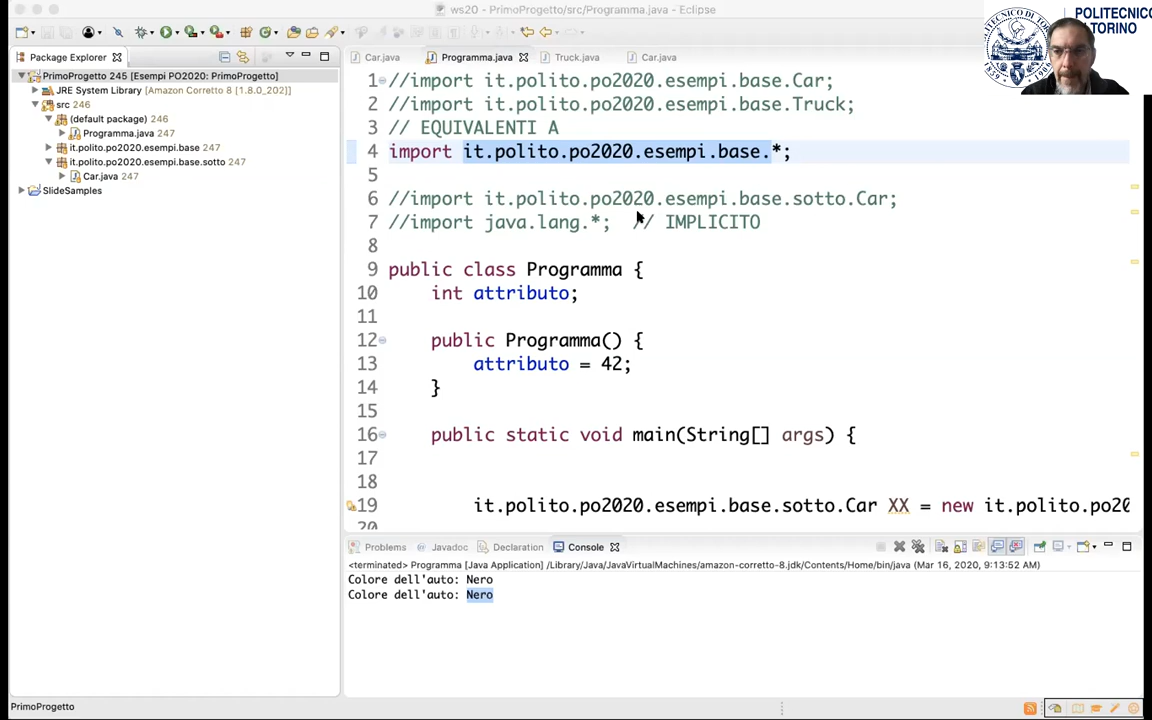 ws20 - PrimoProgetto/src/Programma.java - Eclipse
POLITECNICO
TORINO
1859
Package Explorer
Car.java
Programma.java
Truck.java
Car.java
PrimoProgetto 245 [Esempi PO2020: PrimoProgetto]
JRE System Library [Amazon Corretto 8 [1.8.0_202]]
src 246
(default package) 246
Programma.java 247
it.polito.po2020.esempi.base 247
it.polito.po2020.esempi.base.sotto 247
Car.java 247
SlideSamples
1 //import it.polito.po2020.esempi.base.Car;
2 //import it.polito.po2020.esempi.base.Truck;
3 // EQUIVALENTI A
4 import it.polito.po2020.esempi.base.*;
5
6 //import it.polito.po2020.esempi.base.sotto.Car;
7 //import java.lang.*; // IMPLICITO
8
9 public class Programma {
10 int attributo;
11
12 public Programma() {
13 attributo = 42;
14 }
15
16 public static void main(String[] args) {
17
18
19 it.polito.po2020.esempi.base.sotto.Car XX = new it.polito.po20
20
Problems
Javadoc
Declaration
Console
<terminated> Programma [Java Application] /Library/Java/JavaVirtualMachines/amazon-corretto-8.jdk/Contents/Home/bin/java (Mar 16, 2020, 9:13:52 AM)
Colore dell'auto: Nero
Colore dell'auto: Nero
PrimoProgetto